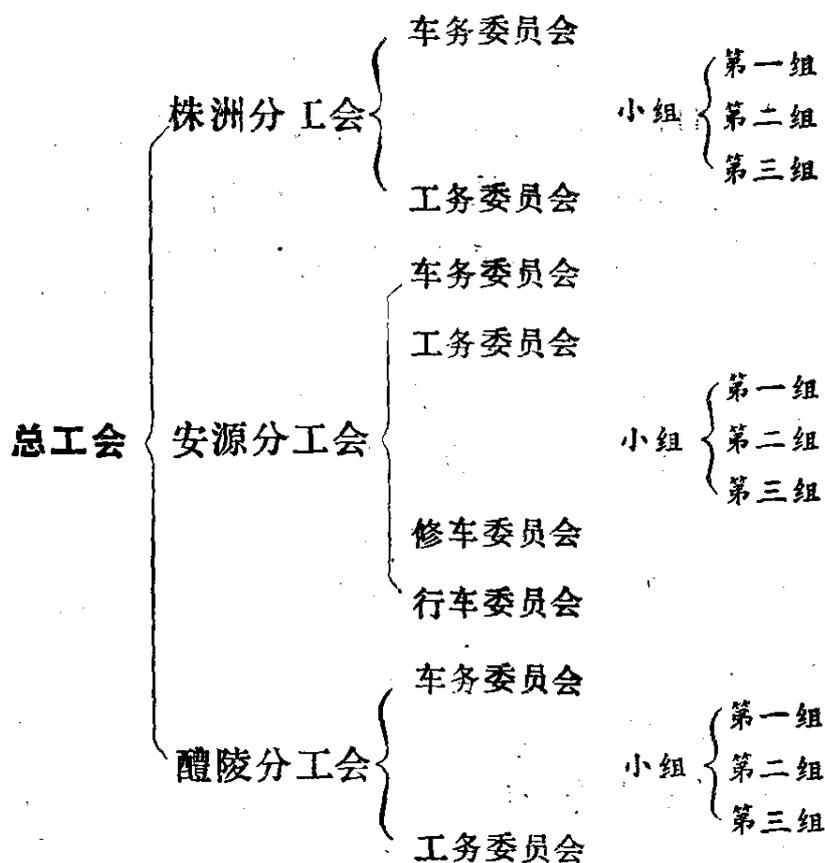 车务委员会
第一组
株洲分工会
小组
第二组
第三组
工务委员会
车务委员会
工务委员会
第一组
总工会
安源分工会
小组
第二组
第三组
修车委员会
行车委员会
车务委员会
第一组
醴陵分工会
小组
第二组
第三组
工务委员会